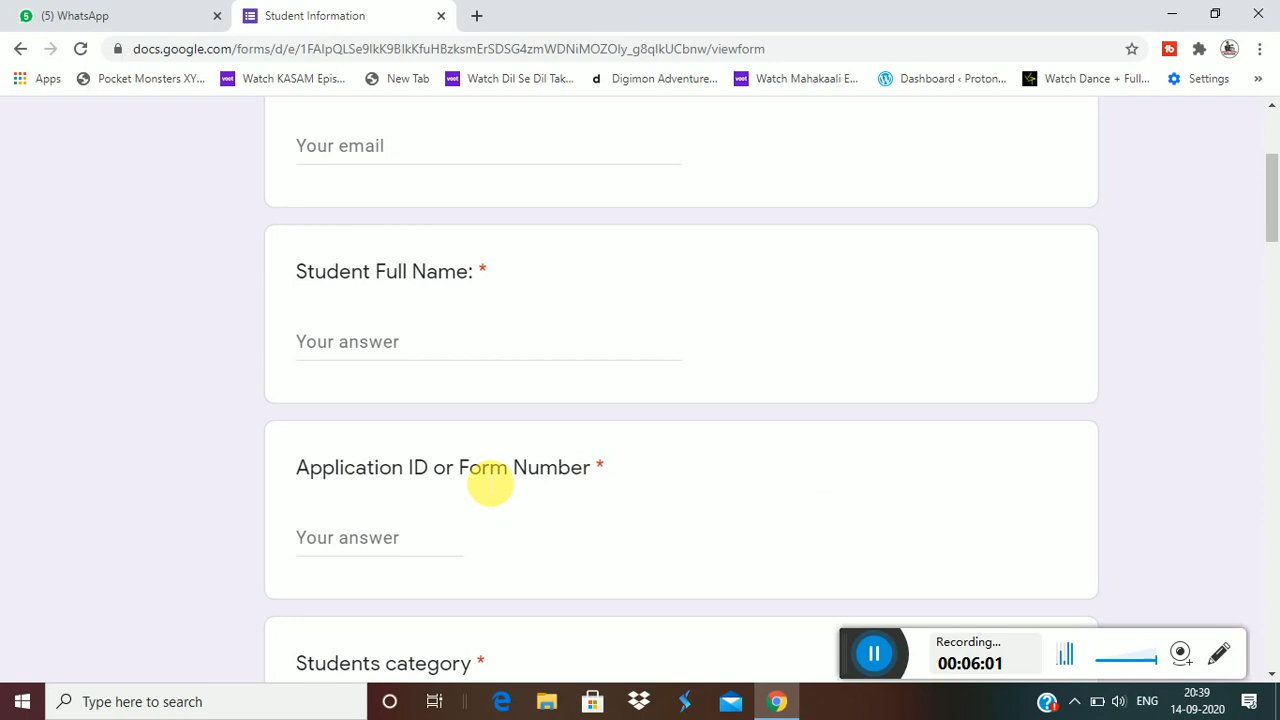 (5) WhatsApp
Student Information
docs.google.com/forms/d/e/1FAIpQLSe9IkK9BIkKfuHBzksmErSDSG4zmWDNiMOZOIy_g8qIkUCbnw/viewform
Apps
Pocket Monsters XY...
Watch KASAM Epis...
New Tab
Watch Dil Se Dil Tak...
Digimon Adventure...
Watch Mahakaali E...
Dashboard ‹ Proton...
Watch Dance + Full...
Settings
»
Your email
Student Full Name: *
Your answer
Application ID or Form Number *
Your answer
Students category *
Recording...
00:06:01
Type here to search
ENG
20:39
14-09-2020